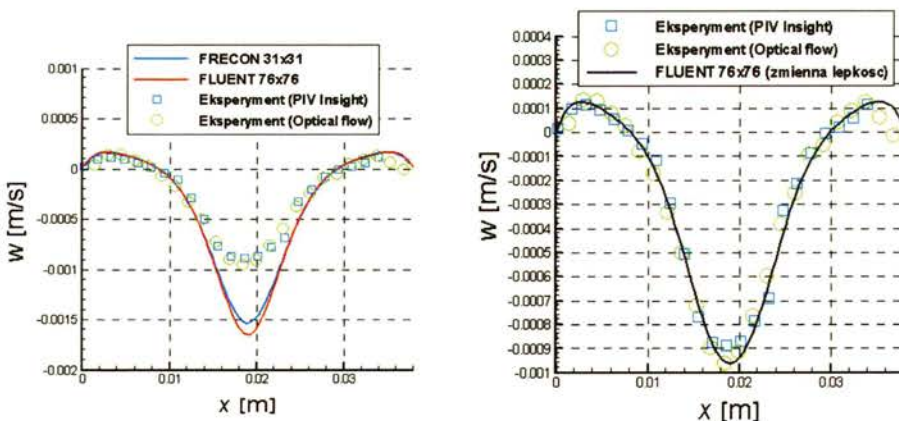 FRECON 31x31
FLUENT 76x76
Eksperyment (PIV Insight)
Eksperyment (Optical flow)
0.001
0.0005
0
-0.0005
-0.001
-0.0015
-0.002
w [m/s]
0
0.01
0.02
0.03
x [m]
Eksperyment (PIV Insight)
Eksperyment (Optical flow)
FLUENT 76x76 (zmienna lepkosc)
0.0004
0.0003
0.0002
0.0001
0
-0.0001
-0.0002
-0.0003
-0.0004
-0.0005
-0.0006
-0.0007
-0.0008
-0.0009
-0.001
w [m/s]
0
0.01
0.02
0.03
x [m]